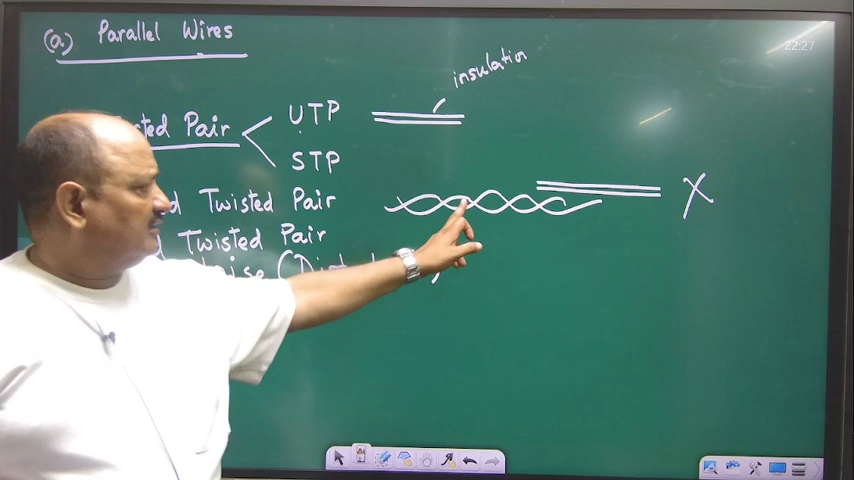 (a) Parallel Wires
22:27
insulation
Pair UTP
STP
Twisted Pair X
Twisted Pair